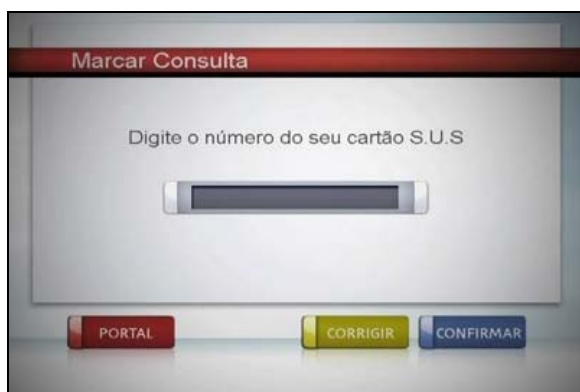 Marcar Consulta
Digite o número do seu cartão S.U.S
PORTAL
CORRIGIR
CONFIRMAR